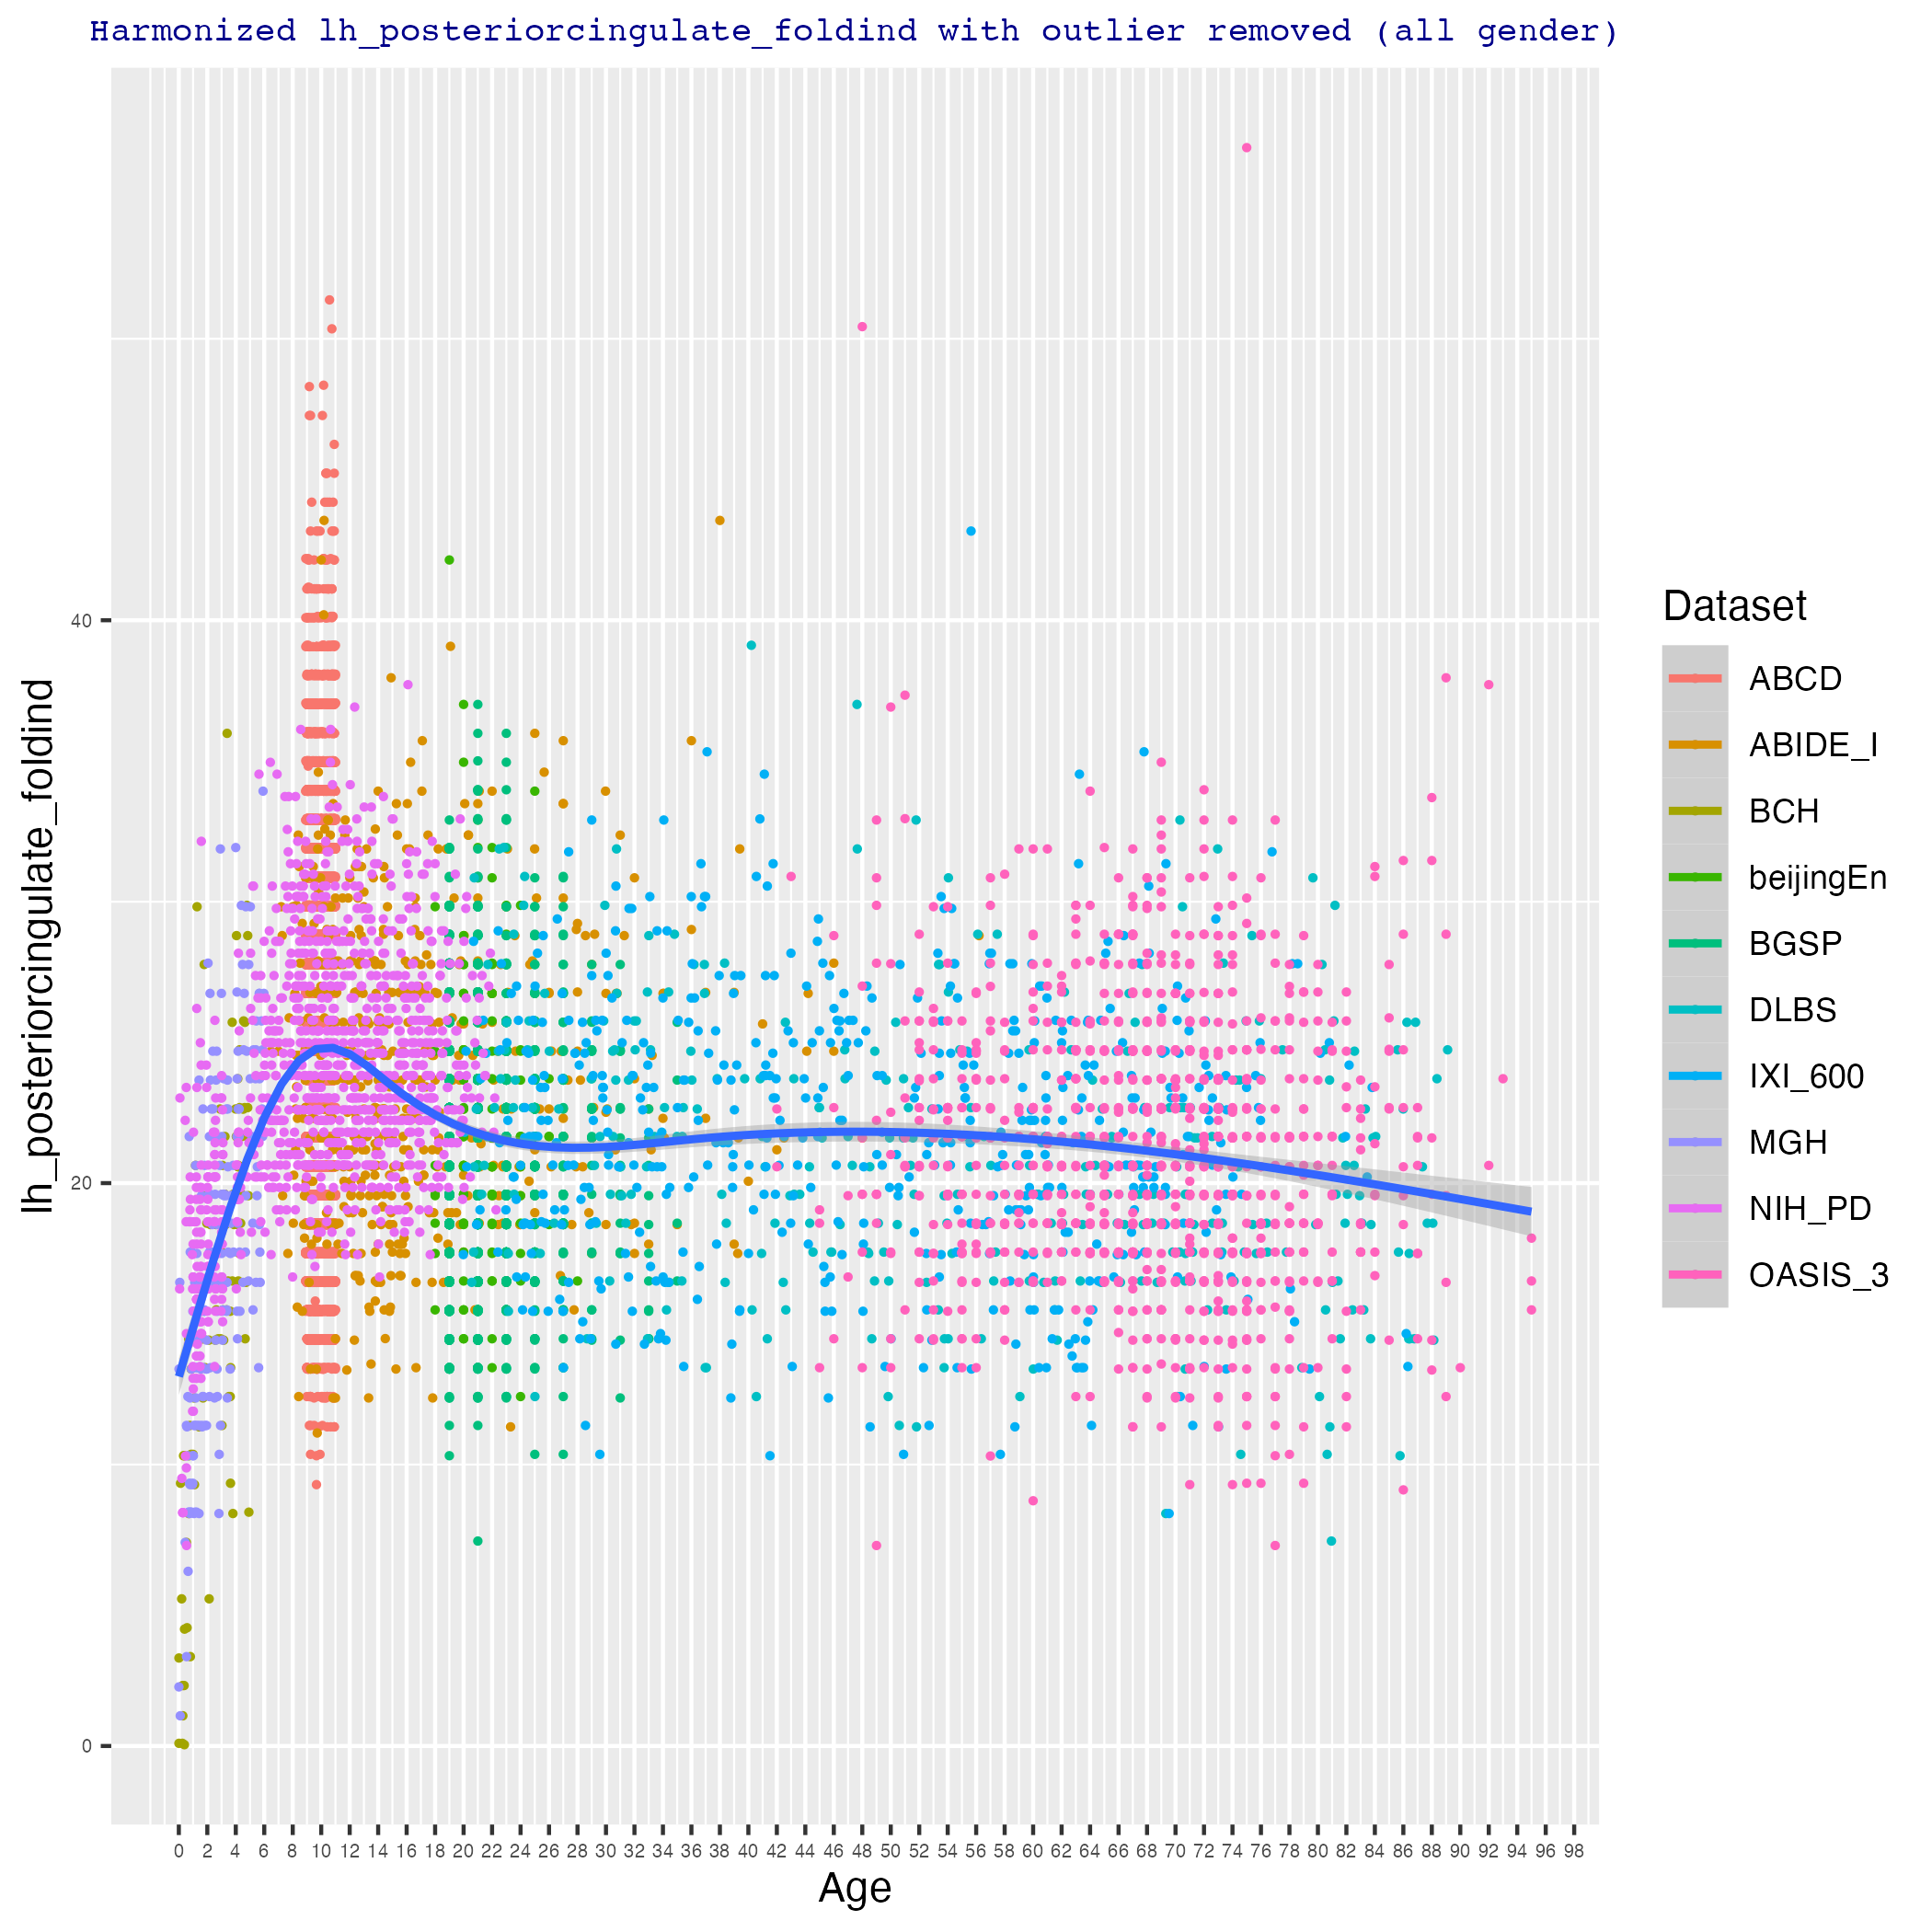 Harmonized lh_posteriorcingulate_foldind with outlier removed (all gender)
lh_posteriorcingulate_foldind
40
20
0
0 2 4 6 8 10 12 14 16 18 20 22 24 26 28 30 32 34 36 38 40 42 44 46 48 50 52 54 56 58 60 62 64 66 68 70 72 74 76 78 80 82 84 86 88 90 92 94 96 98
Age
Dataset
ABCD
ABIDE_I
BCH
beijingEn
BGSP
DLBS
IXI_600
MGH
NIH_PD
OASIS_3